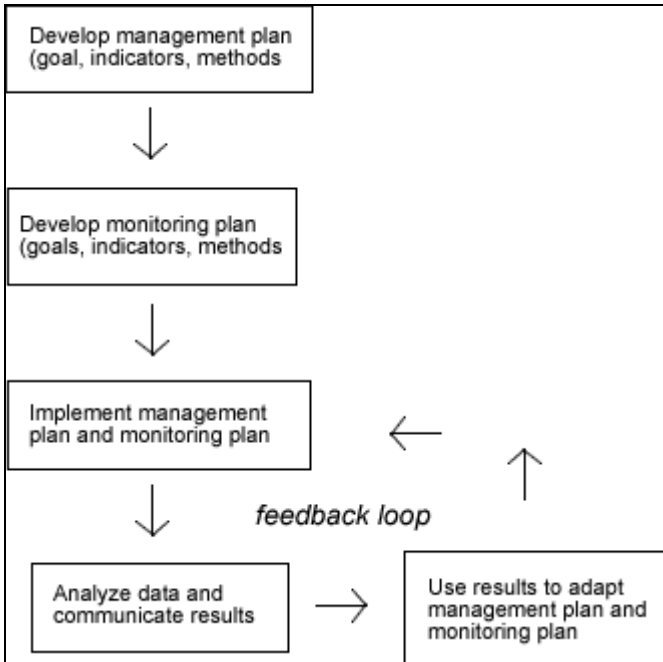 Develop management plan
(goal, indicators, methods
Develop monitoring plan
(goals, indicators, methods
Implement management
plan and monitoring plan
feedback loop
Analyze data and
communicate results
Use results to adapt
management plan and
monitoring plan